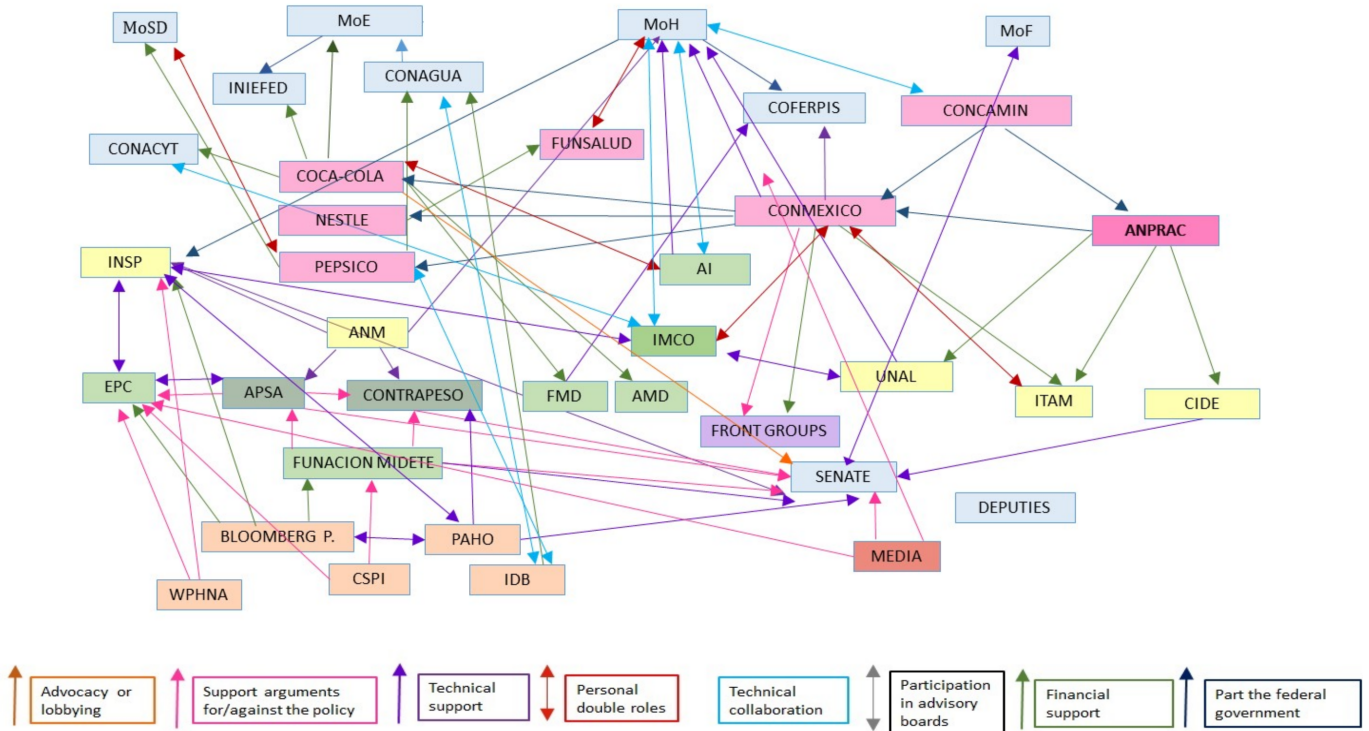 MoSD
MoE
MoH
MoF
INIEFED
CONAGUA
COFERPIS
CONCAMIN
CONACYT
FUNSALUD
COCA-COLA
NESTLE
CONMEXICO
ANPRAC
INSP
PEPSICO
AI
ANM
IMCO
EPC
APSA
CONTRAPESO
FMD
AMD
UNAL
ITAM
CIDE
FRONT GROUPS
FUNACION MIDETE
SENATE
DEPUTIES
BLOOMBERG P.
PAHO
MEDIA
WPHNA
CSPI
IDB
Advocacy or
lobbying
Support arguments
for/against the policy
Technical
support
Personal
double roles
Technical
collaboration
Participation
in advisory
boards
Financial
support
Part the federal
government